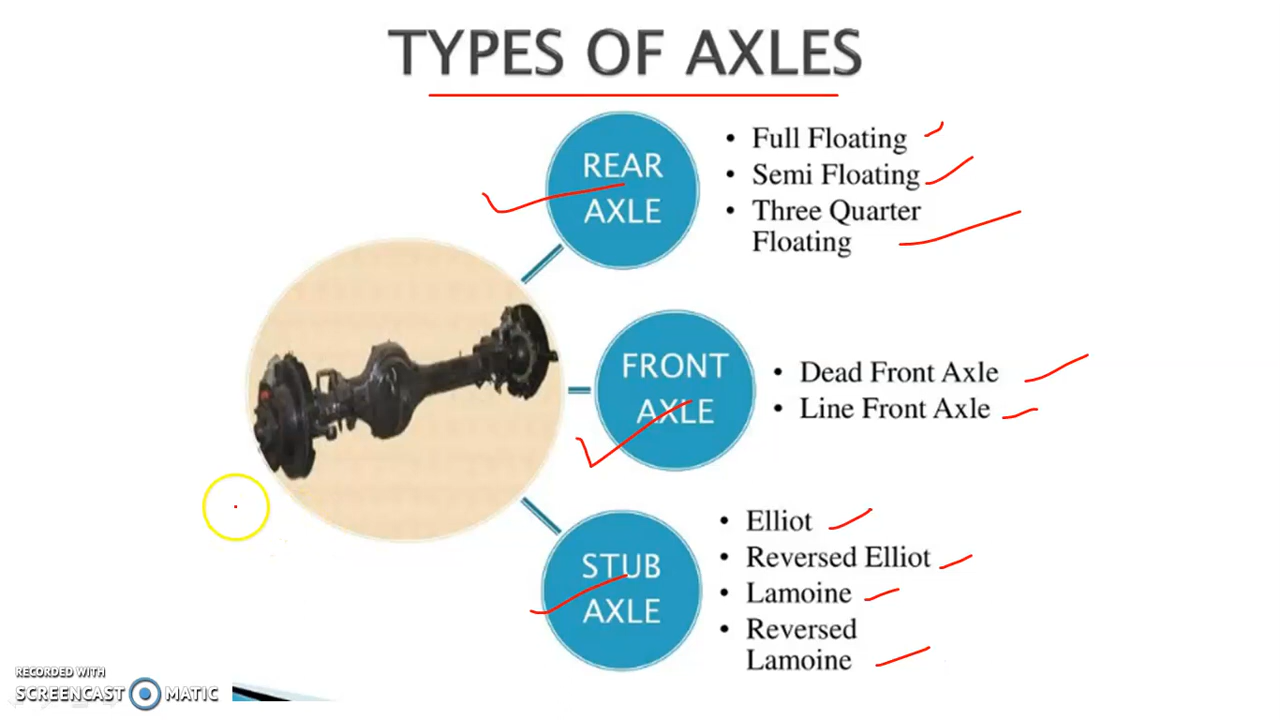 TYPES OF AXLES
REAR
AXLE
• Full Floating
• Semi Floating
• Three Quarter
Floating
FRONT
AXLE
• Dead Front Axle
• Line Front Axle
STUB
AXLE
• Elliot
• Reversed Elliot
• Lamoine
• Reversed
Lamoine
RECORDED WITH
SCREENCAST MATIC